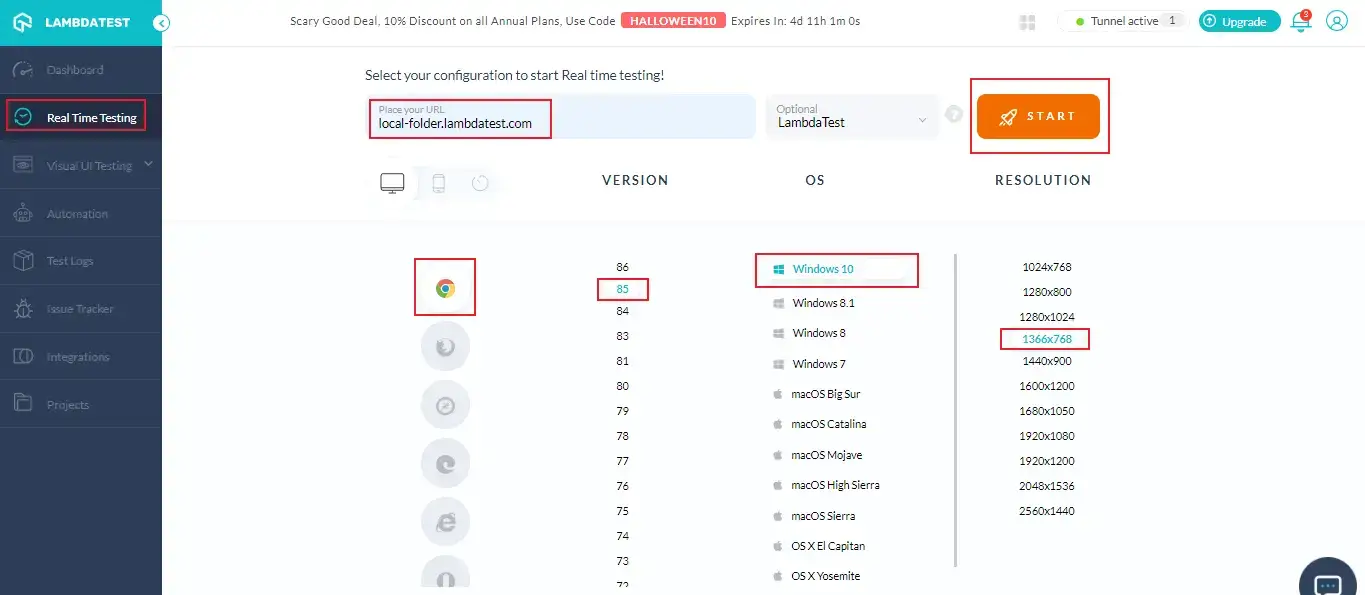 LAMBDATEST
Scary Good Deal, 10% Discount on all Annual Plans, Use Code HALLOWEEN10 Expires In: 4d 11h 1m 0s
Tunnel active 1
Upgrade
3
Dashboard
Real Time Testing
Visual UI Testing
Automation
Test Logs
Issue Tracker
Integrations
Projects
Select your configuration to start Real time testing!
Place your URL
local-folder.lambdatest.com
Optional
LambdaTest
?
START
VERSION
OS
RESOLUTION
86
85
84
83
81
80
79
78
77
76
75
74
73
72
Windows 10
Windows 8.1
Windows 8
Windows 7
macOS Big Sur
macOS Catalina
macOS Mojave
macOS High Sierra
macOS Sierra
OS X El Capitan
OS X Yosemite
1024x768
1280x800
1280x1024
1366x768
1440x900
1600x1200
1680x1050
1920x1080
1920x1200
2048x1536
2560x1440